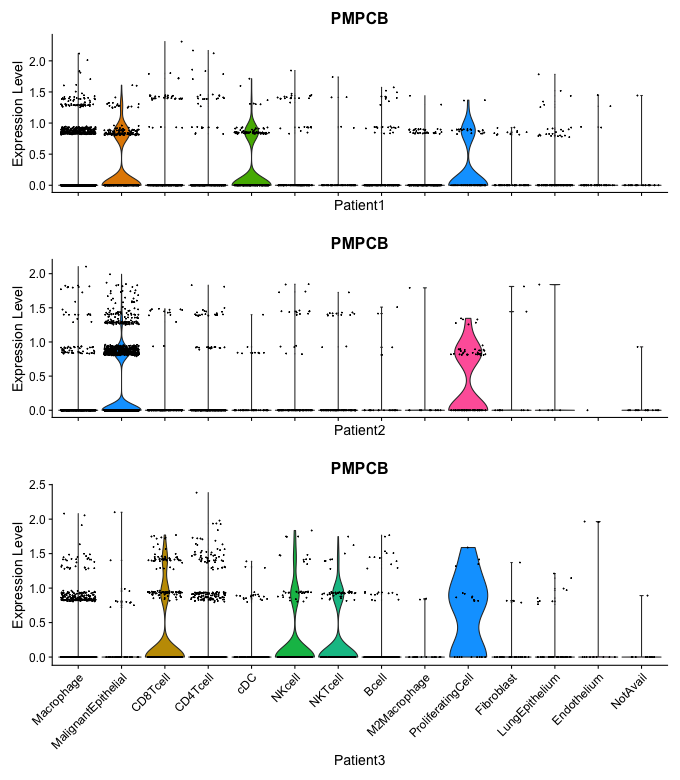 PMPCB
Expression Level
2.0
1.5
1.0
0.5
0.0
Patient1
PMPCB
Expression Level
2.0
1.5
1.0
0.5
0.0
Patient2
PMPCB
Expression Level
2.5
2.0
1.5
1.0
0.5
0.0
Macrophage
MalignantEpithelial
CD8Tcell
CD4Tcell
cDC
NKcell
NKTcell
Bcell
M2Macrophage
ProliferatingCell
Fibroblast
LungEpithelium
Endothelium
NotAvail
Patient3